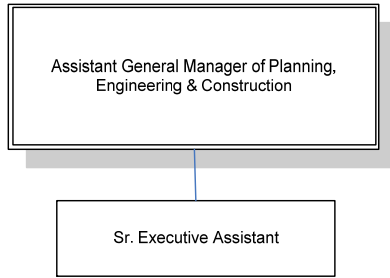 Assistant General Manager of Planning,
Engineering & Construction
Sr. Executive Assistant